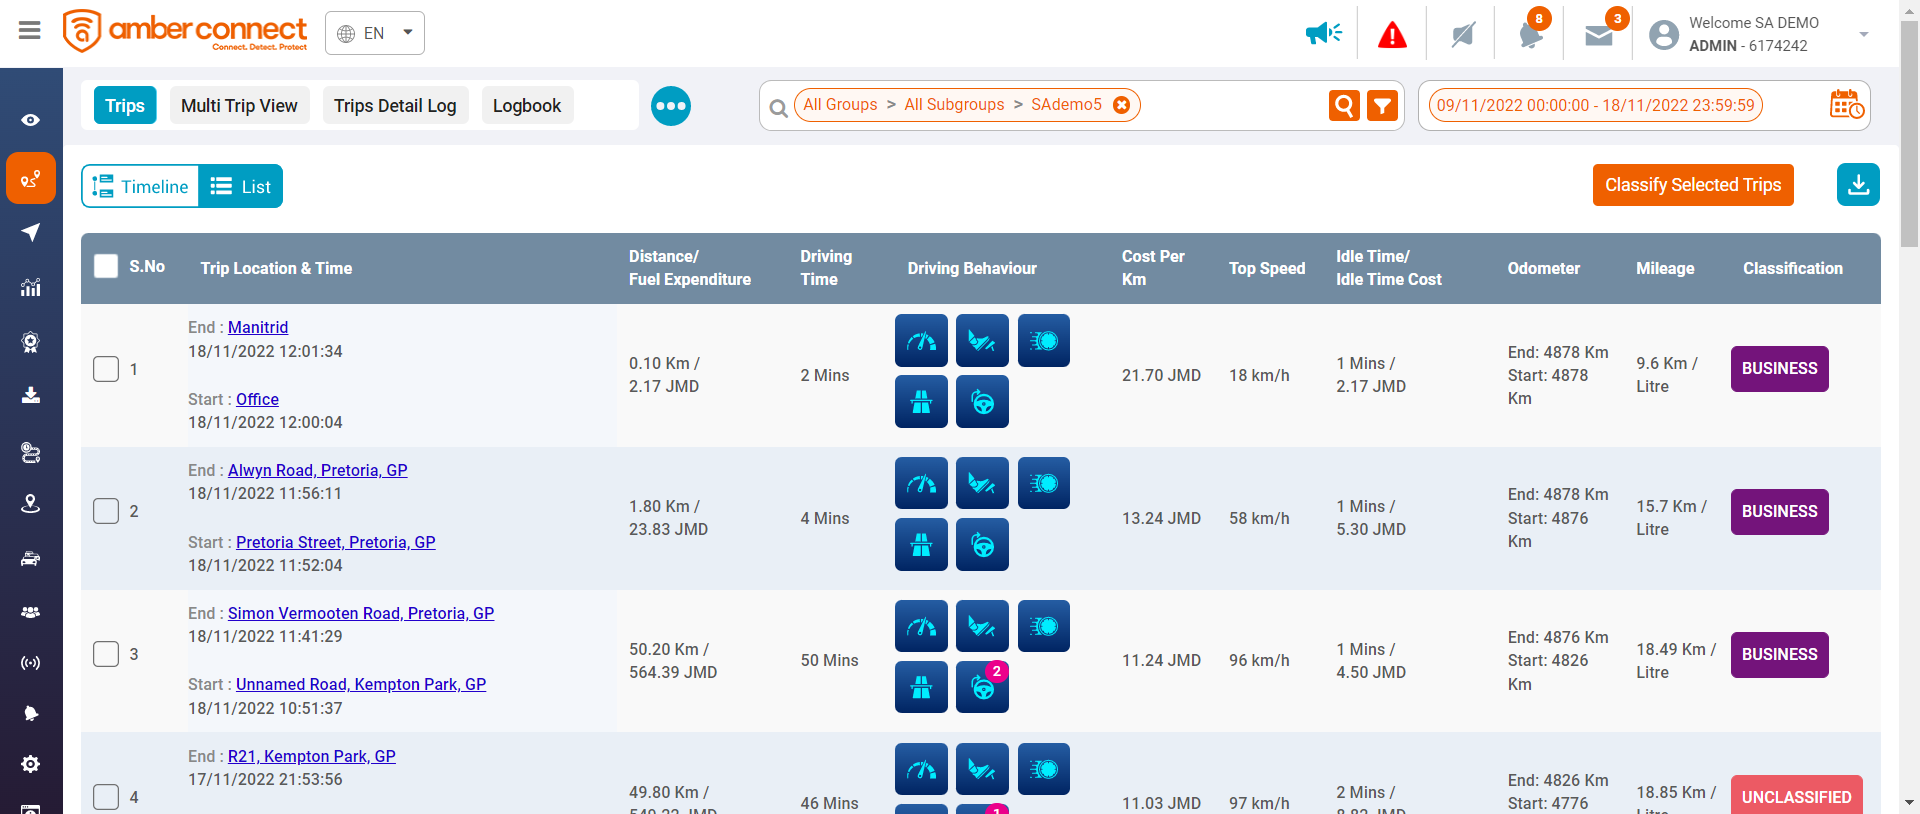 amber connect
Connect. Detect. Protect
EN
8
3
Welcome SA DEMO
ADMIN - 6174242
Trips
Multi Trip View
Trips Detail Log
Logbook
All Groups > All Subgroups > SAdemo5
09/11/2022 00:00:00 - 18/11/2022 23:59:59
Timeline
List
Classify Selected Trips
S.No
Trip Location & Time
Distance/
Fuel Expenditure
Driving
Time
Driving Behaviour
Cost Per
Km
Top Speed
Idle Time/
Idle Time Cost
Odometer
Mileage
Classification
1
End : Manitrid
18/11/2022 12:01:34
Start : Office
18/11/2022 12:00:04
0.10 Km /
2.17 JMD
2 Mins
21.70 JMD
18 km/h
1 Mins /
2.17 JMD
End: 4878 Km
Start: 4878
Km
9.6 Km /
Litre
BUSINESS
2
End : Alwyn Road, Pretoria, GP
18/11/2022 11:56:11
Start : Pretoria Street, Pretoria, GP
18/11/2022 11:52:04
1.80 Km /
23.83 JMD
4 Mins
13.24 JMD
58 km/h
1 Mins /
5.30 JMD
End: 4878 Km
Start: 4876
Km
15.7 Km /
Litre
BUSINESS
3
End : Simon Vermooten Road, Pretoria, GP
18/11/2022 11:41:29
Start : Unnamed Road, Kempton Park, GP
18/11/2022 10:51:37
50.20 Km /
564.39 JMD
50 Mins
2
11.24 JMD
96 km/h
1 Mins /
4.50 JMD
End: 4876 Km
Start: 4826
Km
18.49 Km /
Litre
BUSINESS
4
End : R21, Kempton Park, GP
17/11/2022 21:53:56
49.80 Km /
46 Mins
1
11.03 JMD
97 km/h
2 Mins /
End: 4826 Km
Start: 4776
18.85 Km /
UNCLASSIFIED